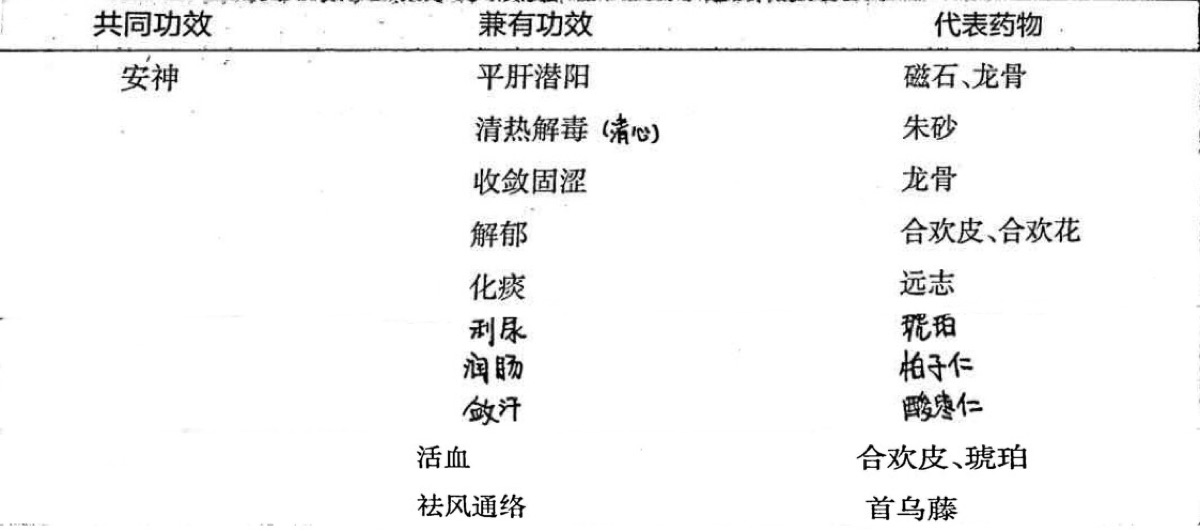 共同功效 兼有功效 代表药物
安神 平肝潜阳 磁石、龙骨
清热解毒(清心) 朱砂
收敛固涩 龙骨
解郁 合欢皮、合欢花
化痰 远志
利尿 琥珀
润肠 柏子仁
敛汗 酸枣仁
活血 合欢皮、琥珀
祛风通络 首乌藤